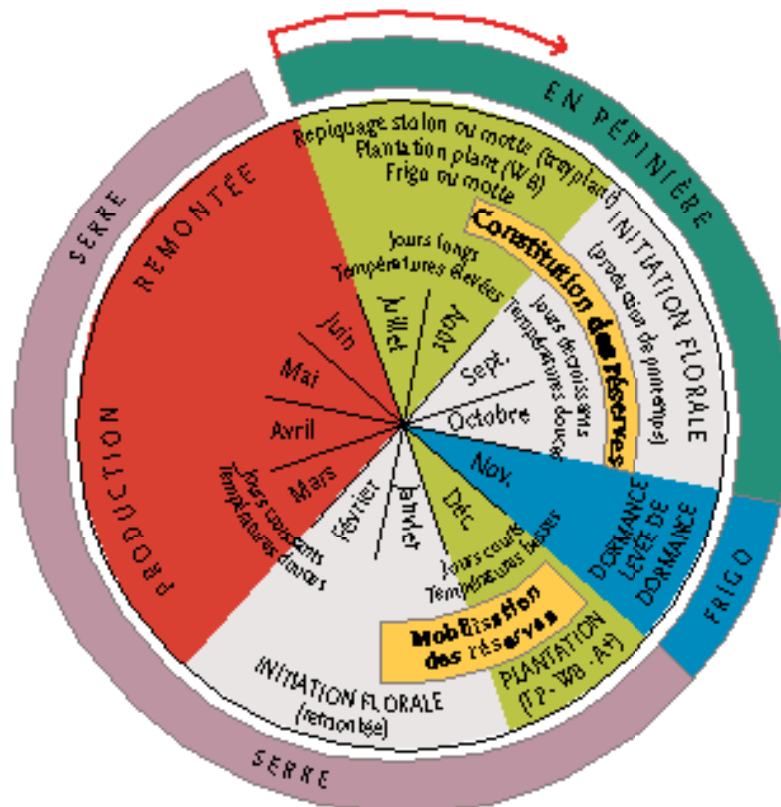 EN PÉPINIÈRE
Repiquage stolon ou motte (trayplant)
Plantation plant (WB)
Frigo ou motte
Jours longs
Températures élevées
Juillet
Août
Constitution des réserves
INITIATION FLORALE
(production de printemps)
Jours décroissants
Températures douces
Sept.
Octobre
Nov.
DORMANCE
LEVÉE DE
DORMANCE
FRIGO
Déc.
Jours courts
Températures basses
PLANTATION
(TP - WB - A+)
Mobilisation
des réserves
Janvier
Février
INITIATION FLORALE
(remontée)
SERRE
Jours croissants
Températures douces
Mars
Avril
Mai
Juin
PRODUCTION
REMONTÉE
SERRE